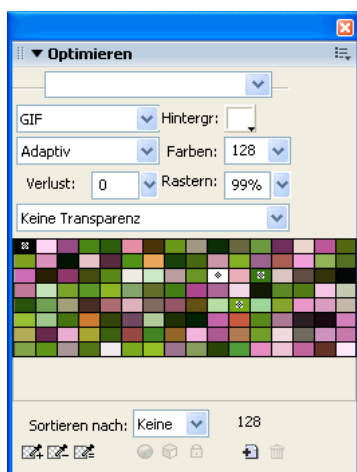 Optimieren
GIF Hintergr:
Adaptiv Farben: 128
Verlust: 0 Rastern: 99%
Keine Transparenz
Sortieren nach: Keine 128